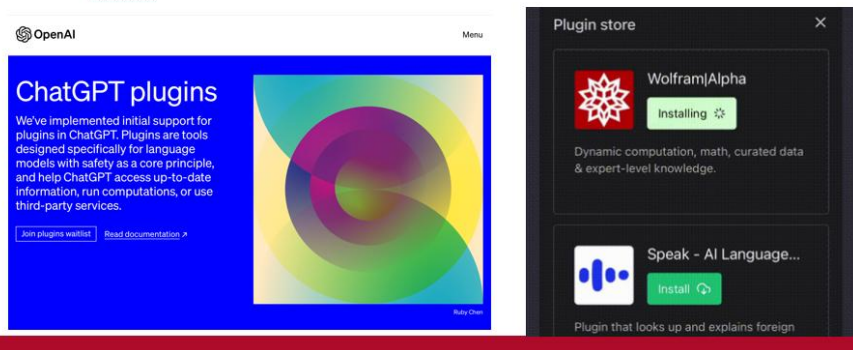 OpenAI
Menu
ChatGPT plugins
We've implemented initial support for
plugins in ChatGPT. Plugins are tools
designed specifically for language
models with safety as a core principle,
and help ChatGPT access up-to-date
information, run computations, or use
third-party services.
Join plugins waitlist Read documentation ↗
Ruby Chen
Plugin store
Wolfram|Alpha
Installing
Dynamic computation, math, curated data
& expert-level knowledge.
Speak - AI Language...
Install
Plugin that looks up and explains foreign